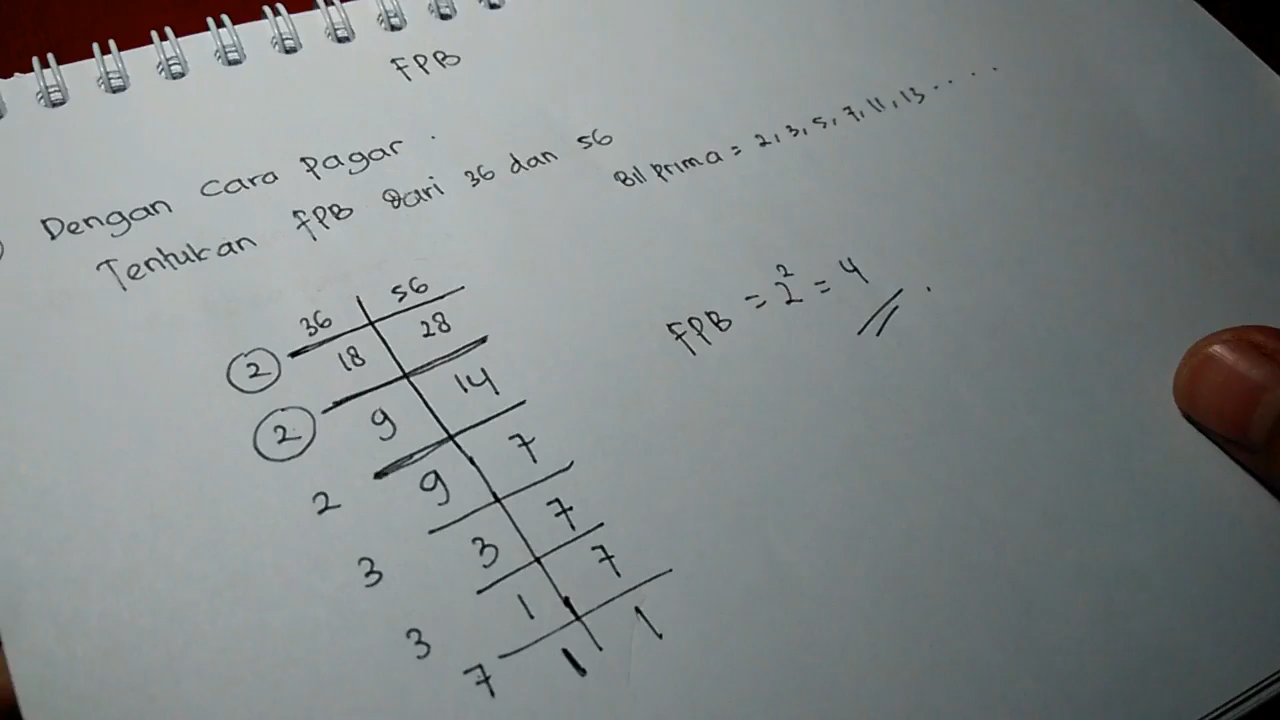 FPB
Dengan cara pagar.
Tentukan FPB dari 36 dan 56
Bil prima = 2, 3, 5, 7, 11, 13 .....
36 56
2 18 28
2 9 14
2 9 7
3 3 7
3 1 7
7 1 1
FPB = 2² = 4